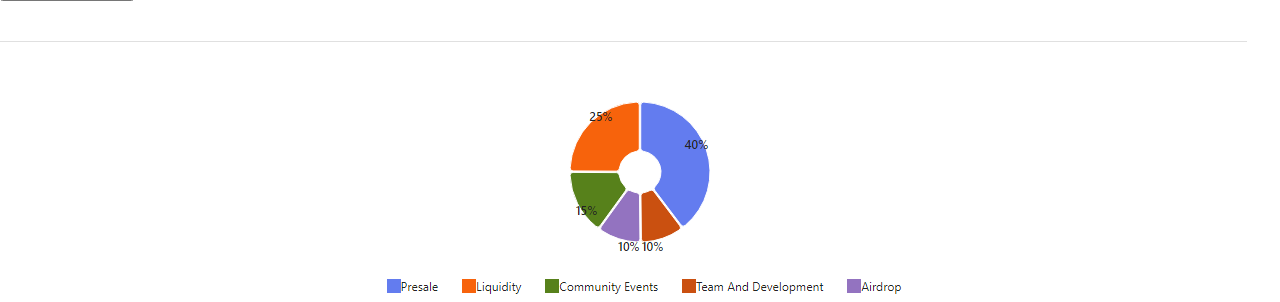 25%
40%
15%
10% 10%
Presale Liquidity Community Events Team And Development Airdrop